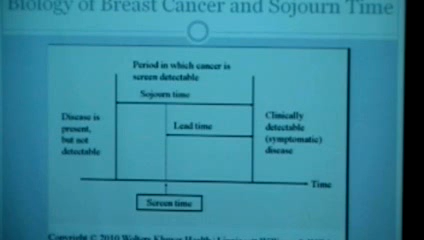 Biology of Breast Cancer and Sojourn Time
Period in which cancer is
screen detectable
Sojourn time
Disease is
present,
but not
detectable
Lead time
Clinically
detectable
(symptomatic)
disease
Time
Screen time
Copyright © 2010 Wolters Kluwer Health